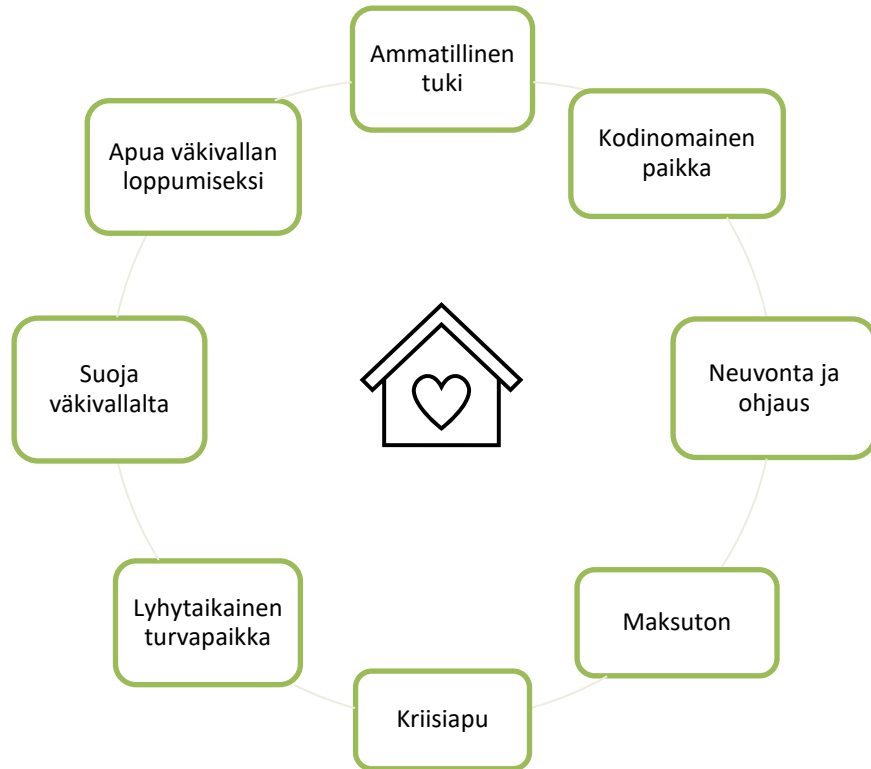 Ammatillinen
tuki
Kodinomainen
paikka
Neuvonta ja
ohjaus
Maksuton
Kriisiapu
Lyhytaikainen
turvapaikka
Suoja
väkivallalta
Apua väkivallan
loppumiseksi